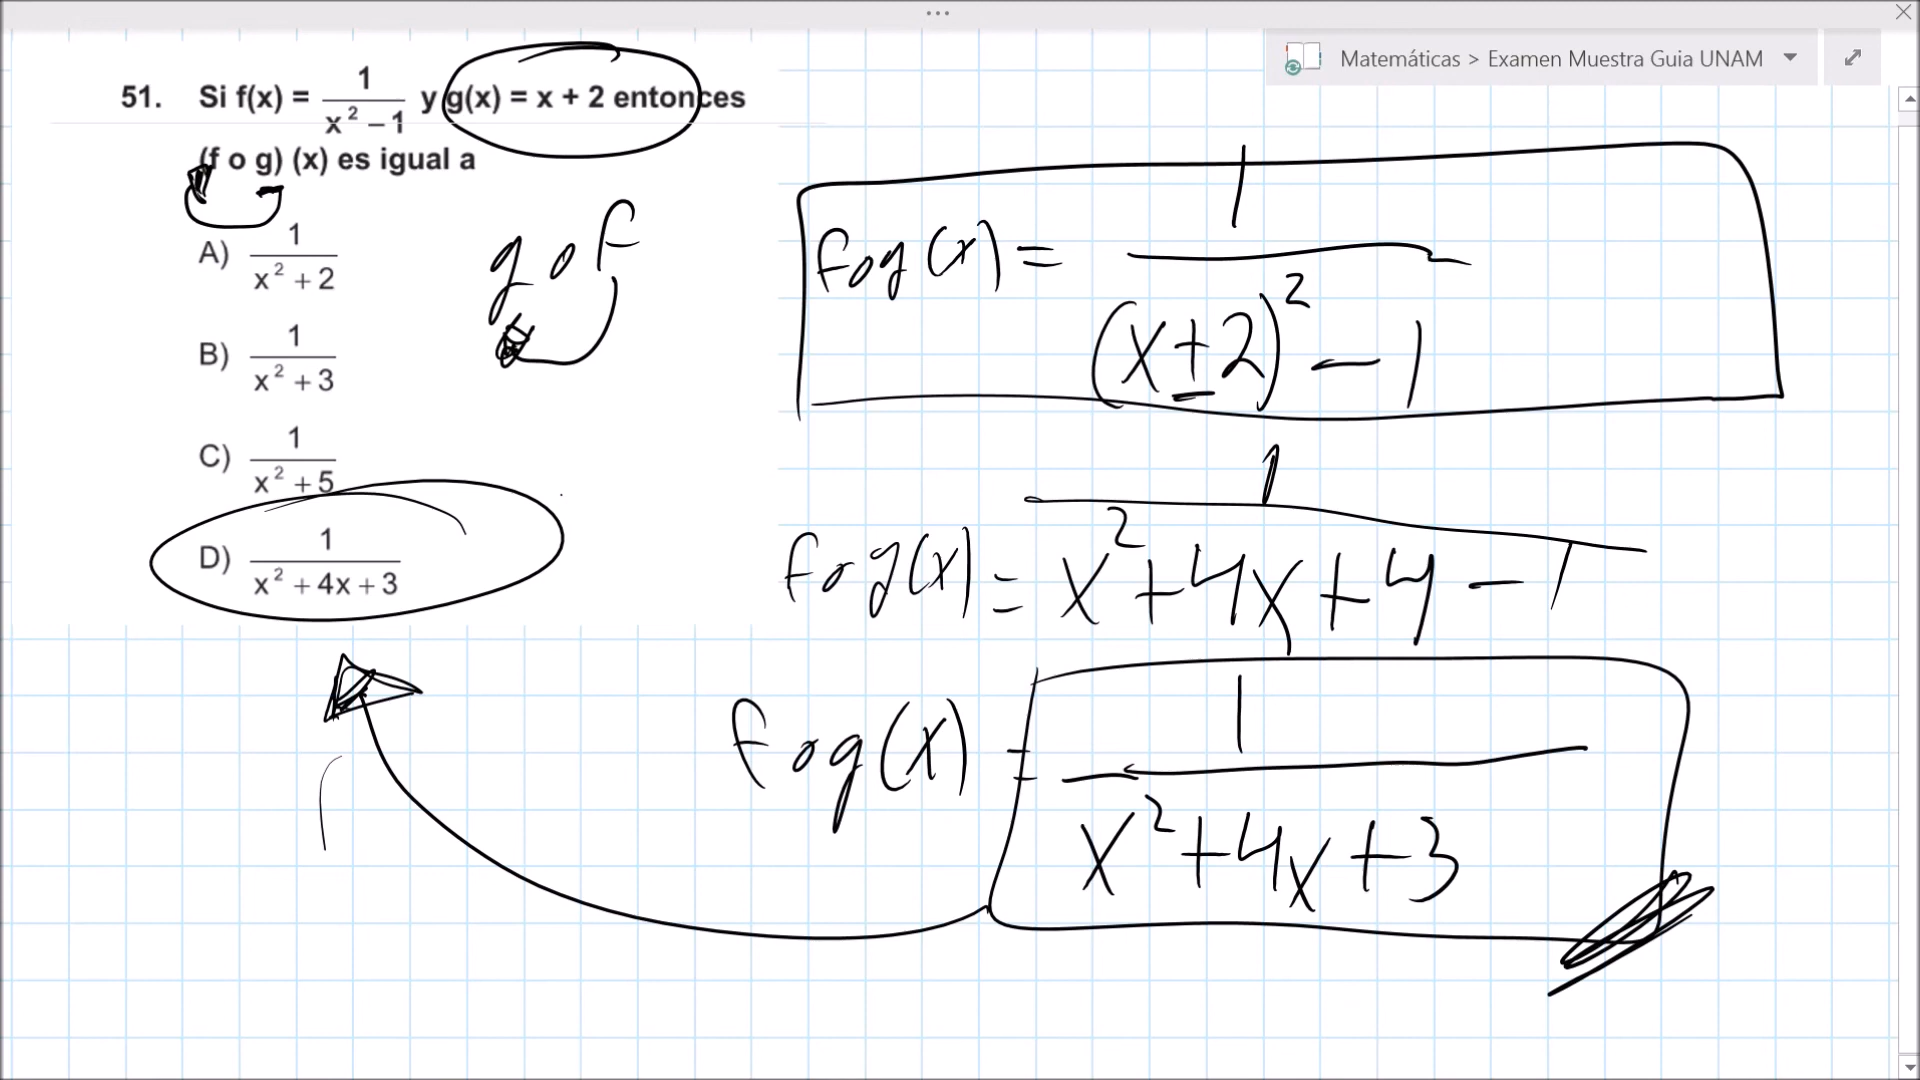 Matemáticas > Examen Muestra Guia UNAM
51. Si f(x) = 1 / (x² − 1) y g(x) = x + 2 entonces
(f o g) (x) es igual a
A) 1 / (x² + 2)
B) 1 / (x² + 3)
C) 1 / (x² + 5)
D) 1 / (x² + 4x + 3)
g o f
fog(x) = 1 / ((x+2)² − 1)
fog(x) = 1 / (x² + 4x + 4 − 1)
fog(x) = 1 / (x² + 4x + 3)